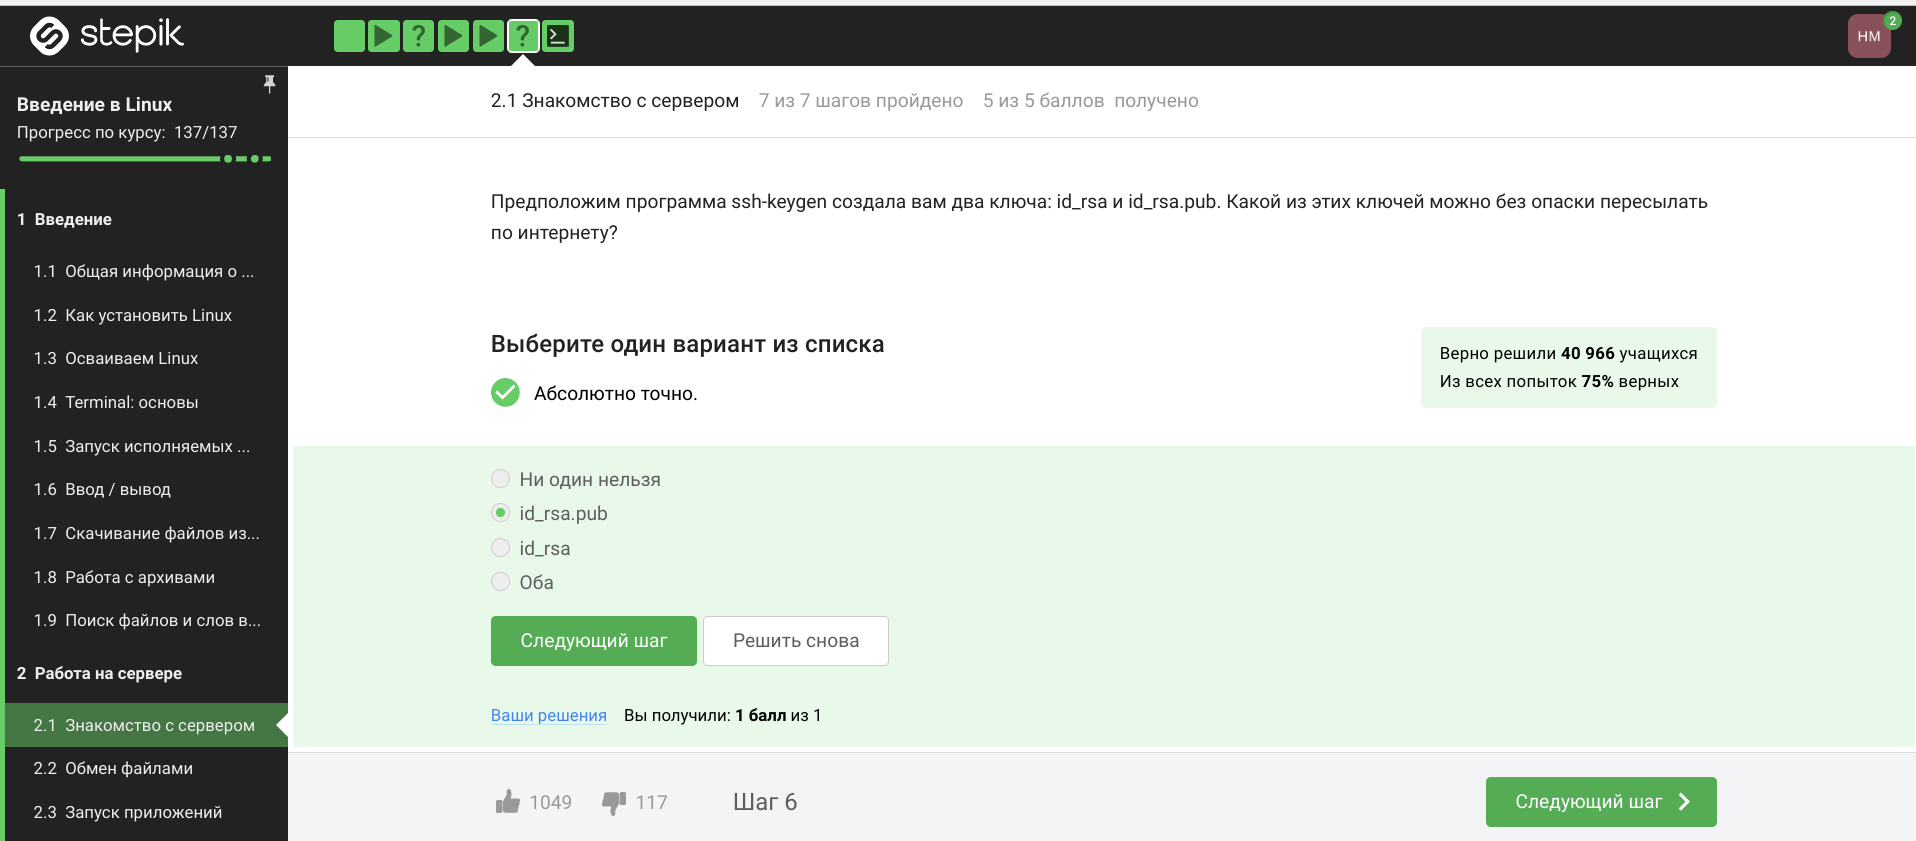 stepik
?
?
НМ
2
Введение в Linux
Прогресс по курсу: 137/137
1 Введение
1.1 Общая информация о ...
1.2 Как установить Linux
1.3 Осваиваем Linux
1.4 Terminal: основы
1.5 Запуск исполняемых ...
1.6 Ввод / вывод
1.7 Скачивание файлов из...
1.8 Работа с архивами
1.9 Поиск файлов и слов в...
2 Работа на сервере
2.1 Знакомство с сервером
2.2 Обмен файлами
2.3 Запуск приложений
2.1 Знакомство с сервером 7 из 7 шагов пройдено 5 из 5 баллов получено
Предположим программа ssh-keygen создала вам два ключа: id_rsa и id_rsa.pub. Какой из этих ключей можно без опаски пересылать
по интернету?
Выберите один вариант из списка
Абсолютно точно.
Верно решили 40 966 учащихся
Из всех попыток 75% верных
Ни один нельзя
id_rsa.pub
id_rsa
Оба
Следующий шаг
Решить снова
Ваши решения Вы получили: 1 балл из 1
1049
117
Шаг 6
Следующий шаг